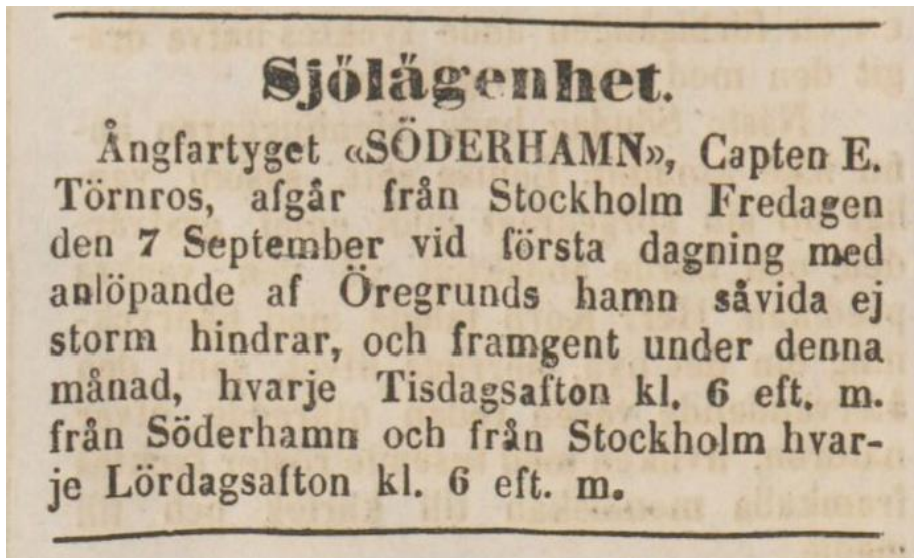 Sjölägenhet.
Ångfartyget «SÖDERHAMN», Capten E.
Törnros, afgår från Stockholm Fredagen
den 7 September vid första dagning med
anlöpande af Öregrunds hamn såvida ej
storm hindrar, och framgent under denna
månad, hvarje Tisdagsafton kl. 6 eft. m.
från Söderhamn och från Stockholm hvar-
je Lördagsafton kl. 6 eft. m.